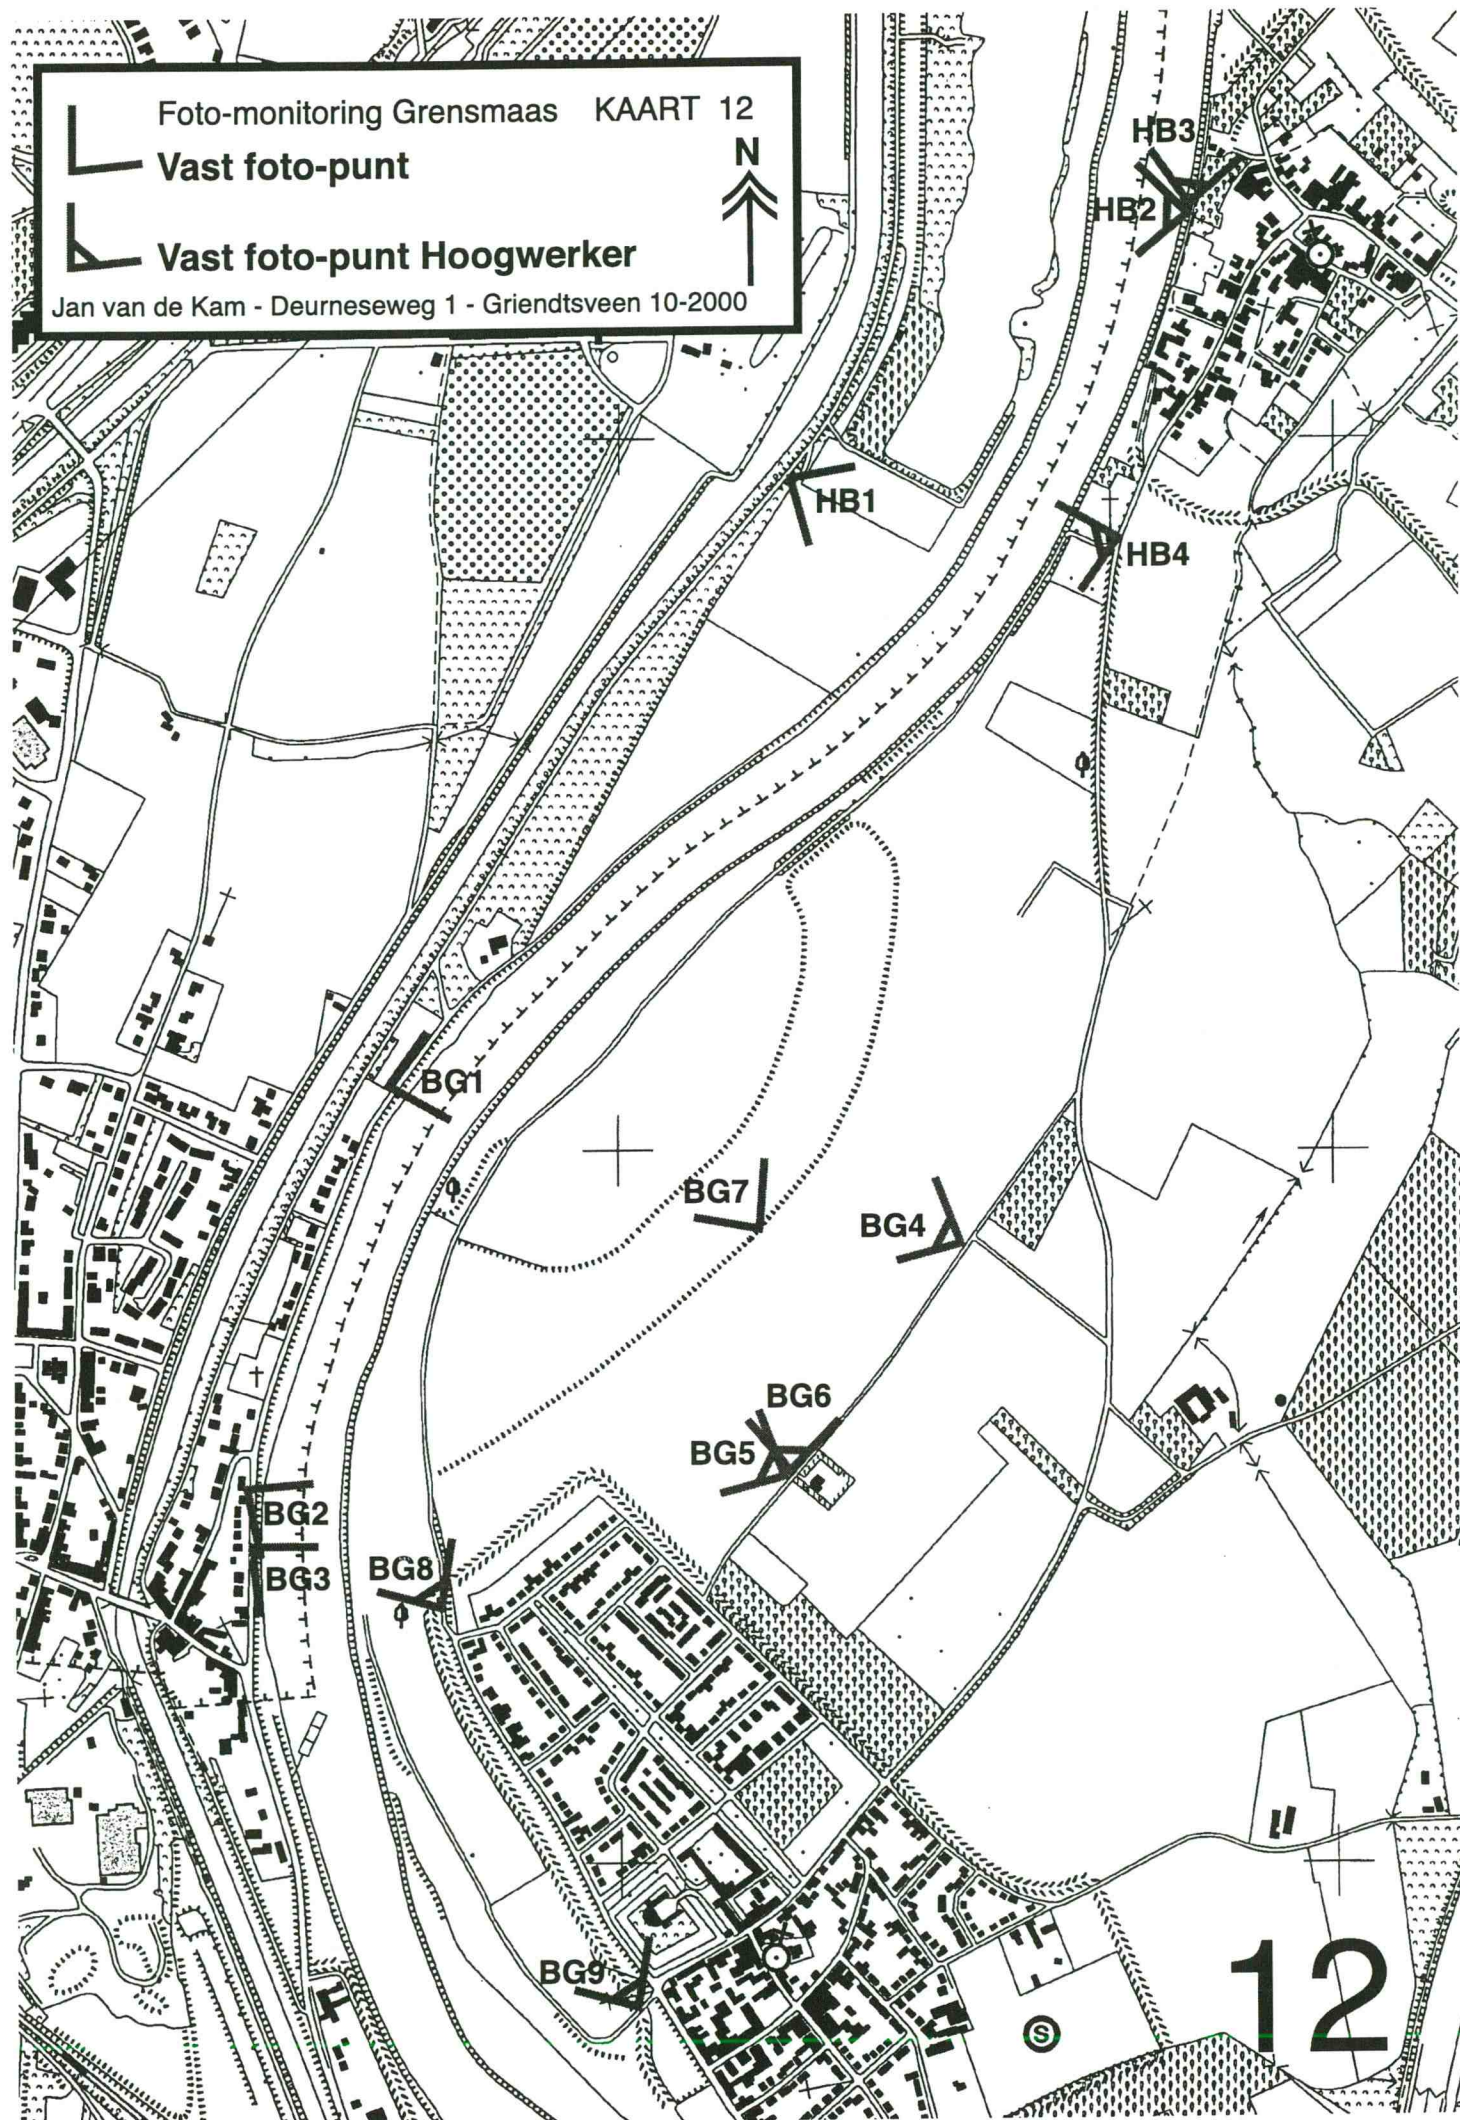 Foto-monitoring Grensmaas KAART 12
Vast foto-punt
N
Vast foto-punt Hoogwerker
Jan van de Kam - Deurneseweg 1 - Griendtsveen 10-2000
HB3
HB2
HB1
HB4
BG1
BG7
BG4
BG6
BG5
BG2
BG8
BG3
BG9
12
S